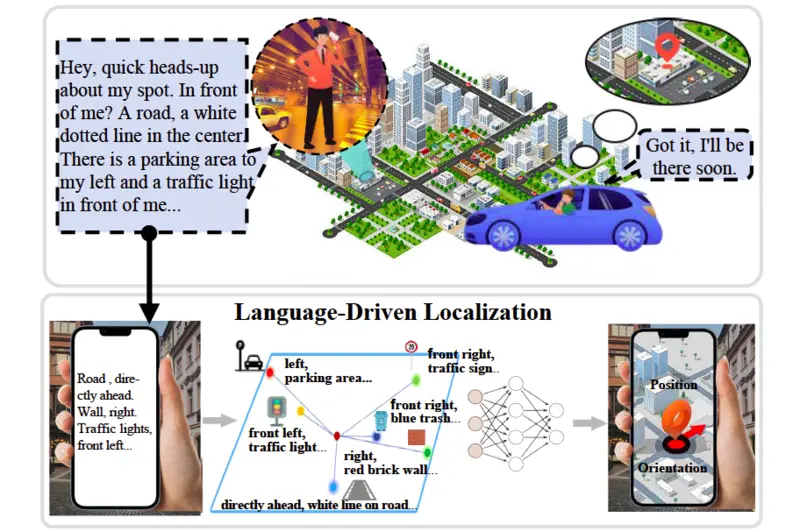 Hey, quick heads-up
about my spot. In front
of me? A road, a white
dotted line in the center.
There is a parking area to
my left and a traffic light
in front of me...
Got it, I'll be
there soon.
Language-Driven Localization
Road , dire-
ctly ahead.
Wall, right.
Traffic lights,
front left...
P
left,
parking area...
20
front right,
traffic sign..
front right,
blue trash...
front left,
traffic light...
right,
red brick wall...
directly ahead, white line on road...
Position
Orientation